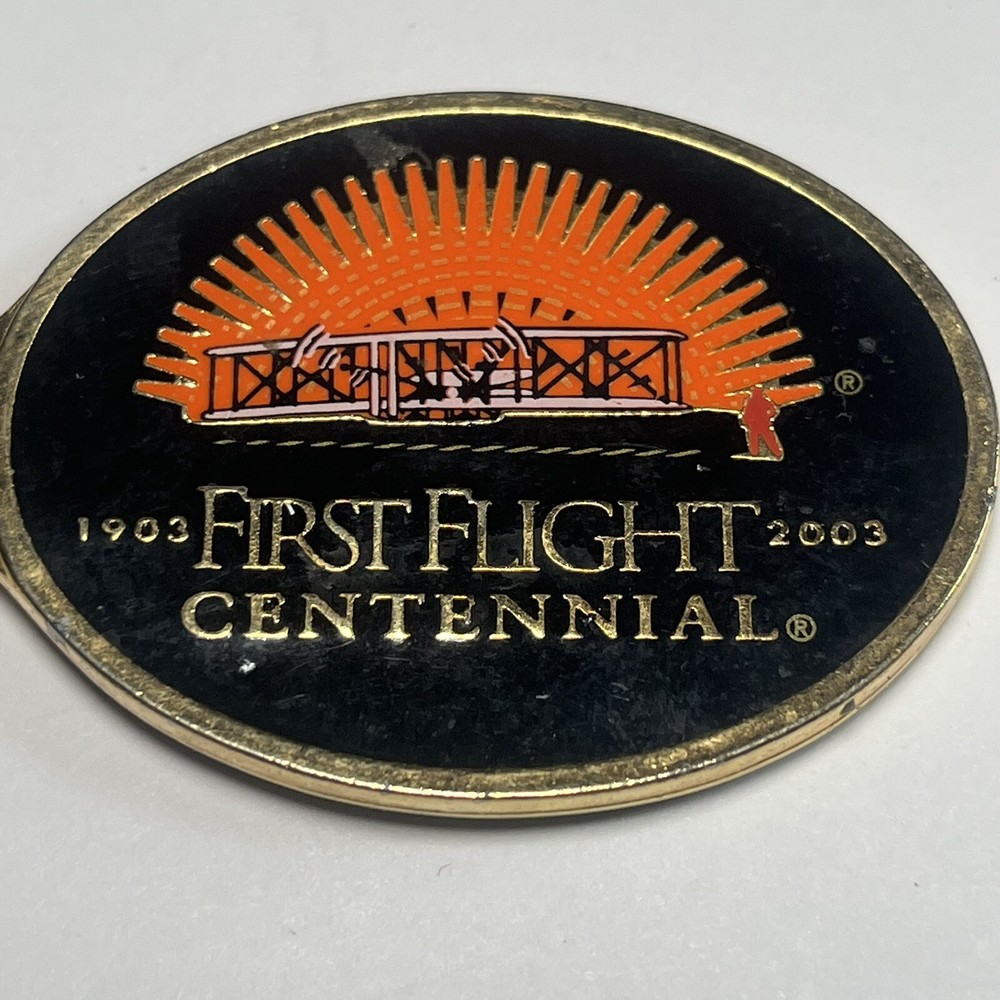 ®
1903 FIRST FLIGHT 2003
CENTENNIAL®